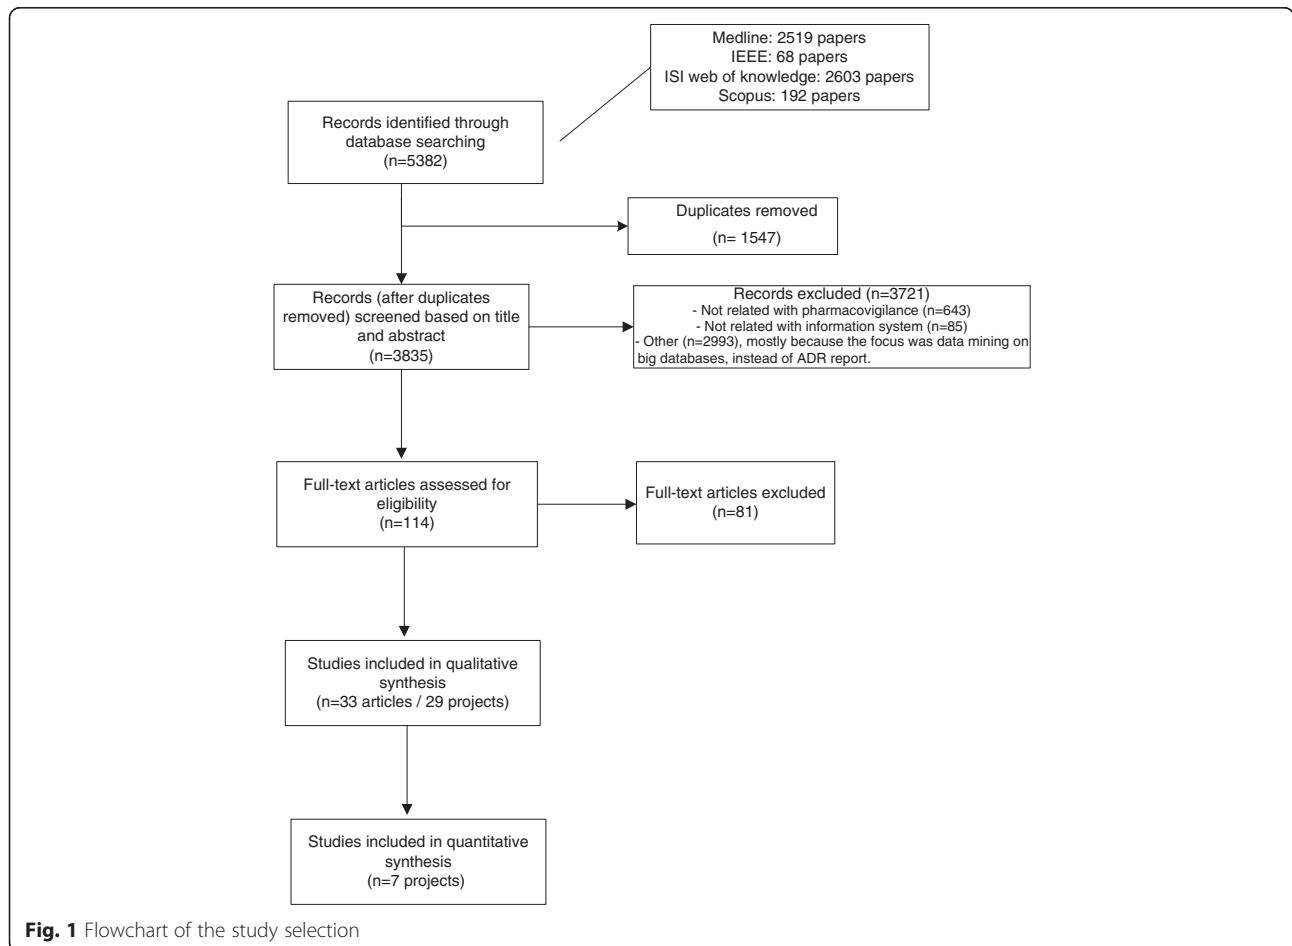 Medline: 2519 papers
IEEE: 68 papers
ISI web of knowledge: 2603 papers
Scopus: 192 papers
Records identified through
database searching
(n=5382)
Duplicates removed
(n= 1547)
Records (after duplicates
removed) screened based on title
and abstract
(n=3835)
Records excluded (n=3721)
- Not related with pharmacovigilance (n=643)
- Not related with information system (n=85)
- Other (n=2993), mostly because the focus was data mining on
big databases, instead of ADR report.
Full-text articles assessed for
eligibility
(n=114)
Full-text articles excluded
(n=81)
Studies included in qualitative
synthesis
(n=33 articles / 29 projects)
Studies included in quantitative
synthesis
(n=7 projects)
Fig. 1 Flowchart of the study selection